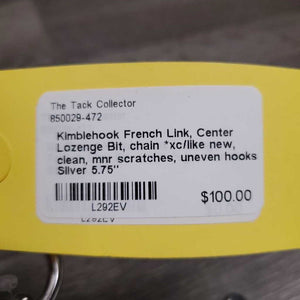 The Tack Collector
850029-472
Kimblehook French Link, Center
Lozenge Bit, chain *xc/like new,
clean, mnr scratches, uneven hooks
Silver 5.75"
$100.00
L292EV
L292EV